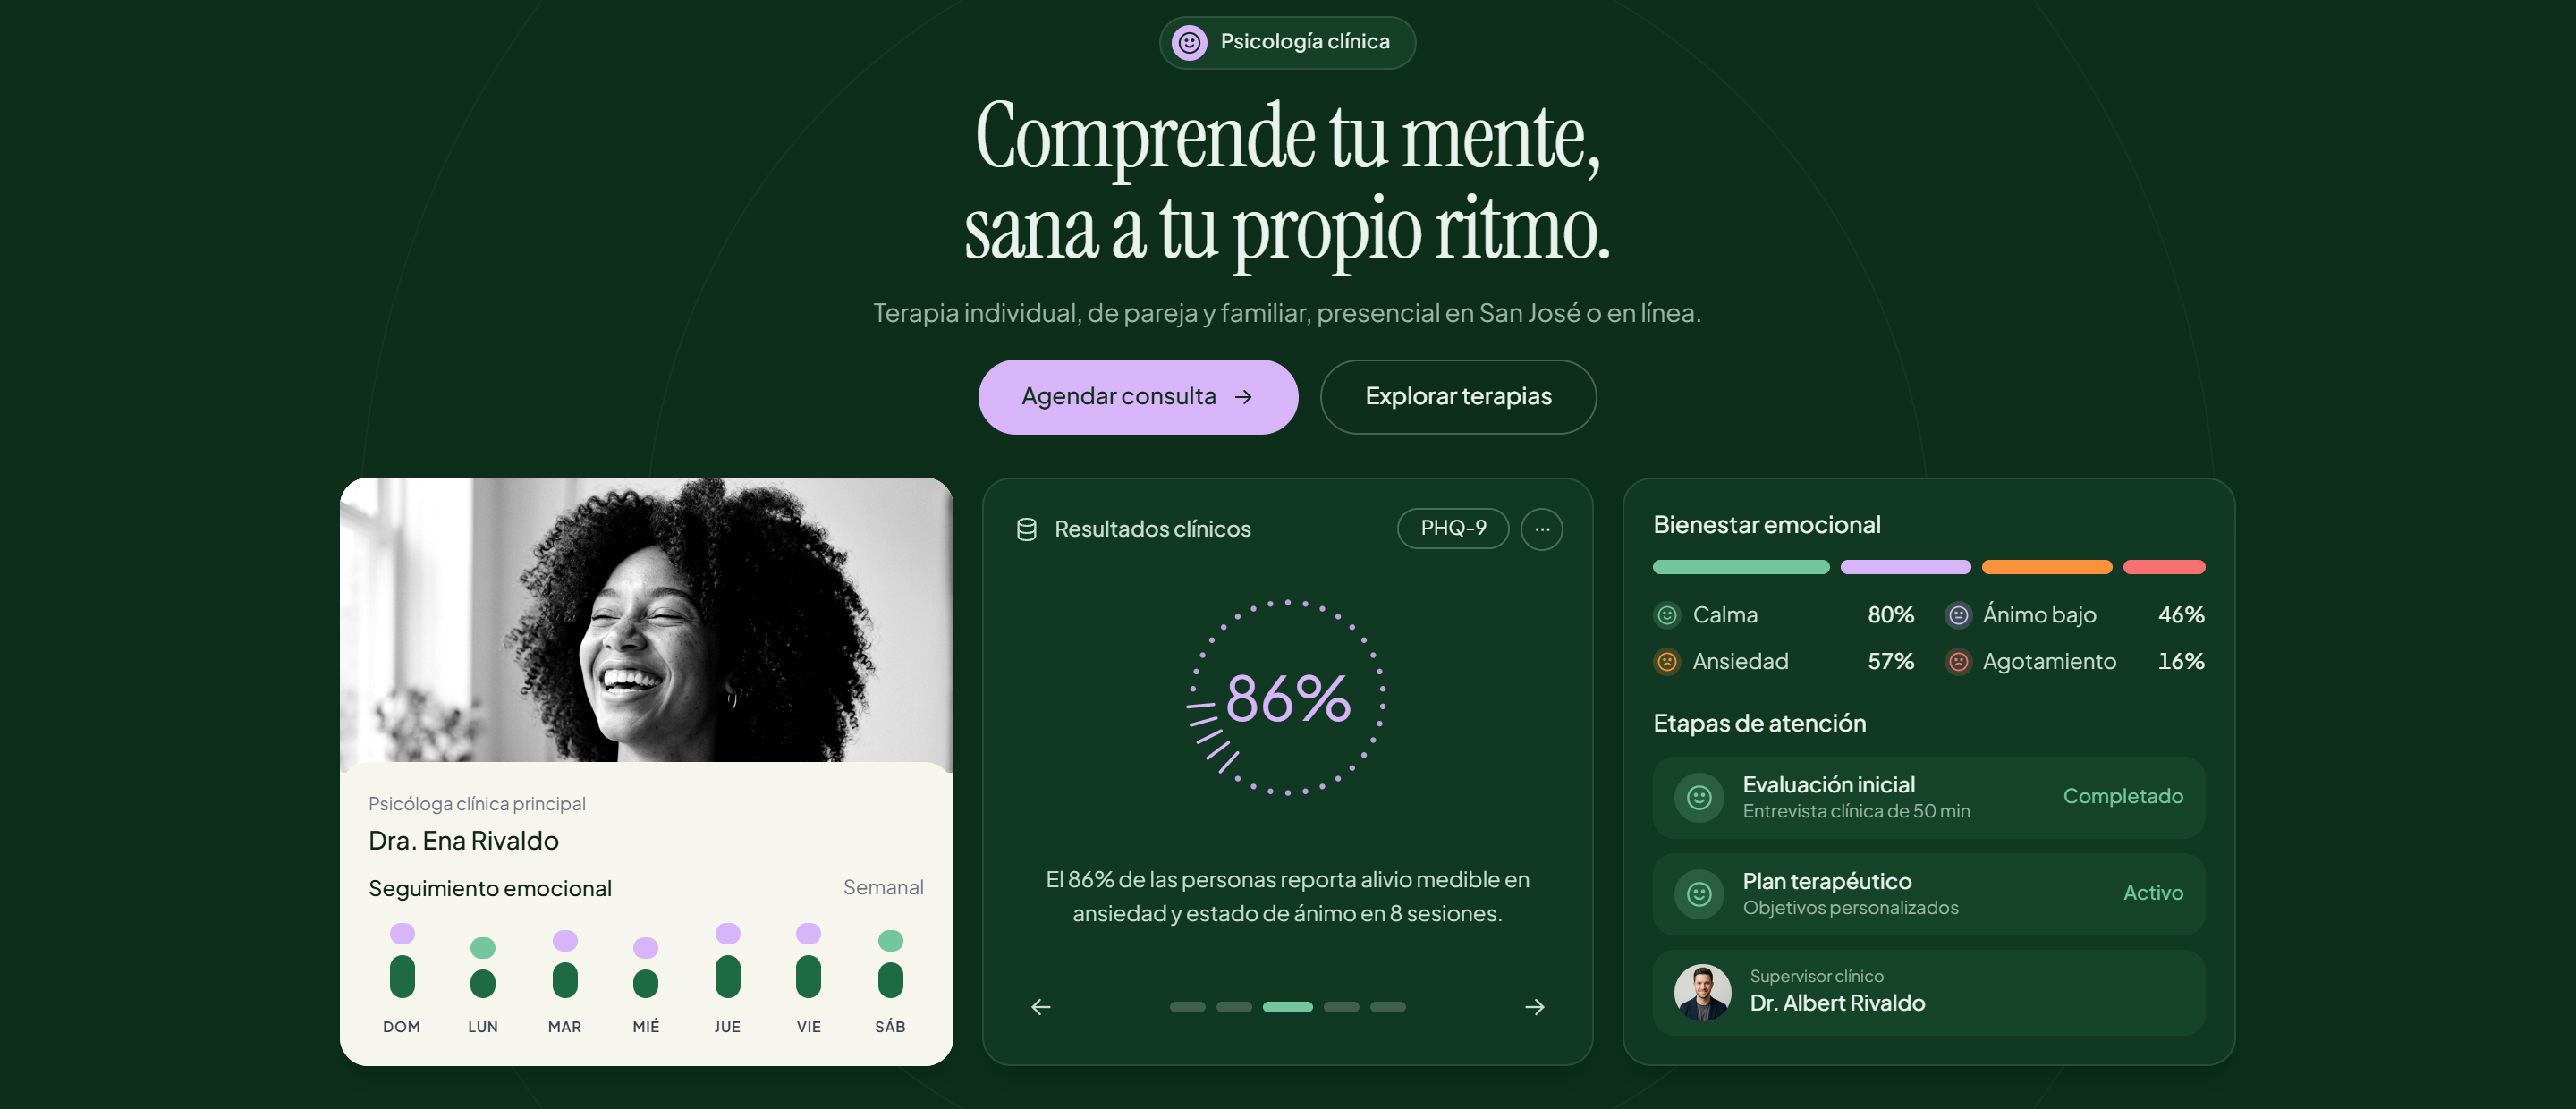 Psicología clínica
Comprende tu mente,
sana a tu propio ritmo.
Terapia individual, de pareja y familiar, presencial en San José o en línea.
Agendar consulta →
Explorar terapias
Psicóloga clínica principal
Dra. Ena Rivaldo
Seguimiento emocional
Semanal
DOM LUN MAR MIÉ JUE VIE SÁB
Resultados clínicos
PHQ-9
86%
El 86% de las personas reporta alivio medible en
ansiedad y estado de ánimo en 8 sesiones.
Bienestar emocional
Calma 80%
Ánimo bajo 46%
Ansiedad 57%
Agotamiento 16%
Etapas de atención
Evaluación inicial
Entrevista clínica de 50 min
Completado
Plan terapéutico
Objetivos personalizados
Activo
Supervisor clínico
Dr. Albert Rivaldo